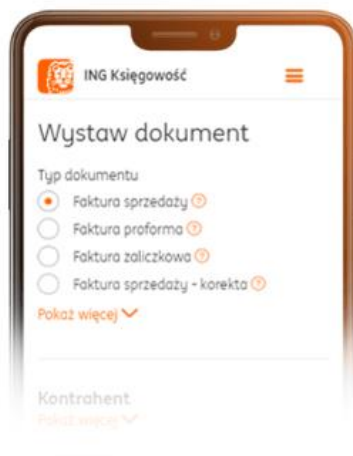 ING Księgowość
Wystaw dokument
Typ dokumentu
Faktura sprzedaży ?
Faktura proforma ?
Faktura zaliczkowa ?
Faktura sprzedaży - korekta ?
Pokaż więcej
Kontrahent
Pokaż więcej